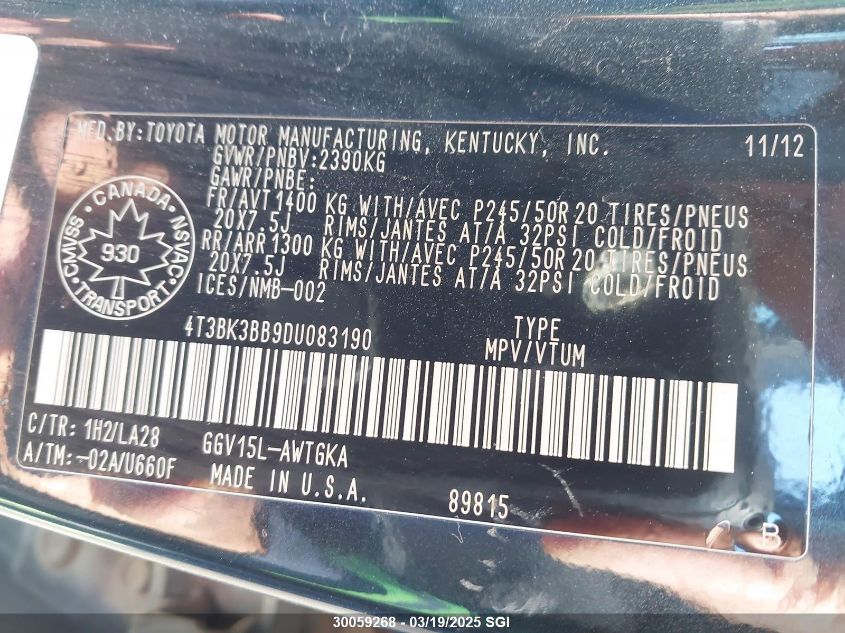 MFD.BY:TOYOTA MOTOR MANUFACTURING, KENTUCKY, INC. 11/12
GVWR/PNBV:2390KG
GAWR/PNBE:
FR/AVT1400 KG WITH/AVEC P245/50R20 TIRES/PNEUS
20X7.5J RIMS/JANTES AT/A 32PSI COLD/FROID
RR/ARR1300 KG WITH/AVEC P245/50R20 TIRES/PNEUS
20X7.5J RIMS/JANTES AT/A 32PSI COLD/FROID
ICES/NMB-002
CANADA
CMVSS 930 NSVAC
TRANSPORT
4T3BK3BB9DU083190 TYPE
MPV/VTUM
C/TR: 1H2/LA28 GGV15L-AWTGKA
A/TM:-02A/U660F MADE IN U.S.A. 89815
B
30059268 - 03/19/2025 SGI